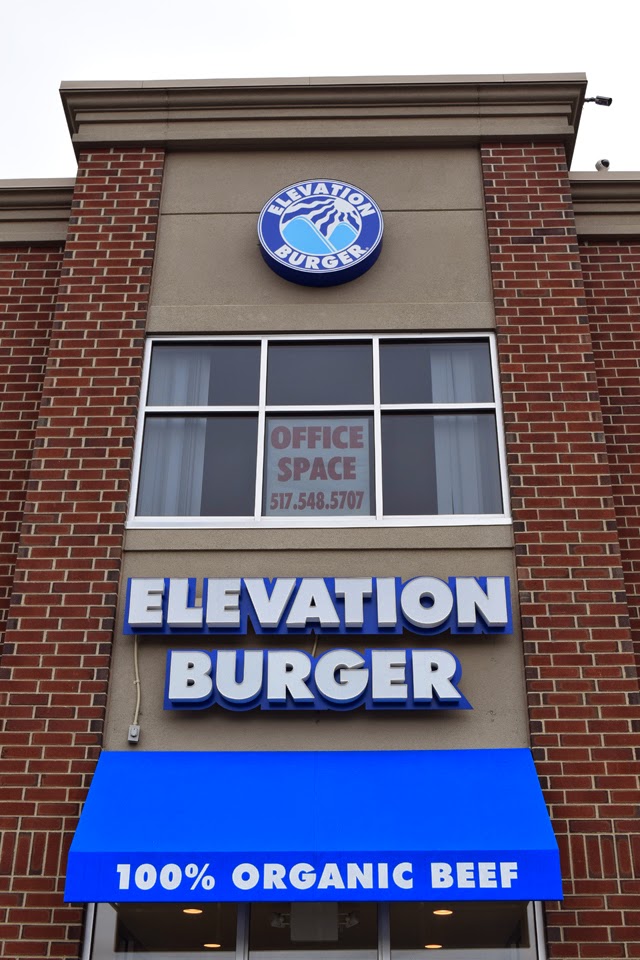 ELEVATION
BURGER
OFFICE
SPACE
517.548.5707
ELEVATION
BURGER
100% ORGANIC BEEF